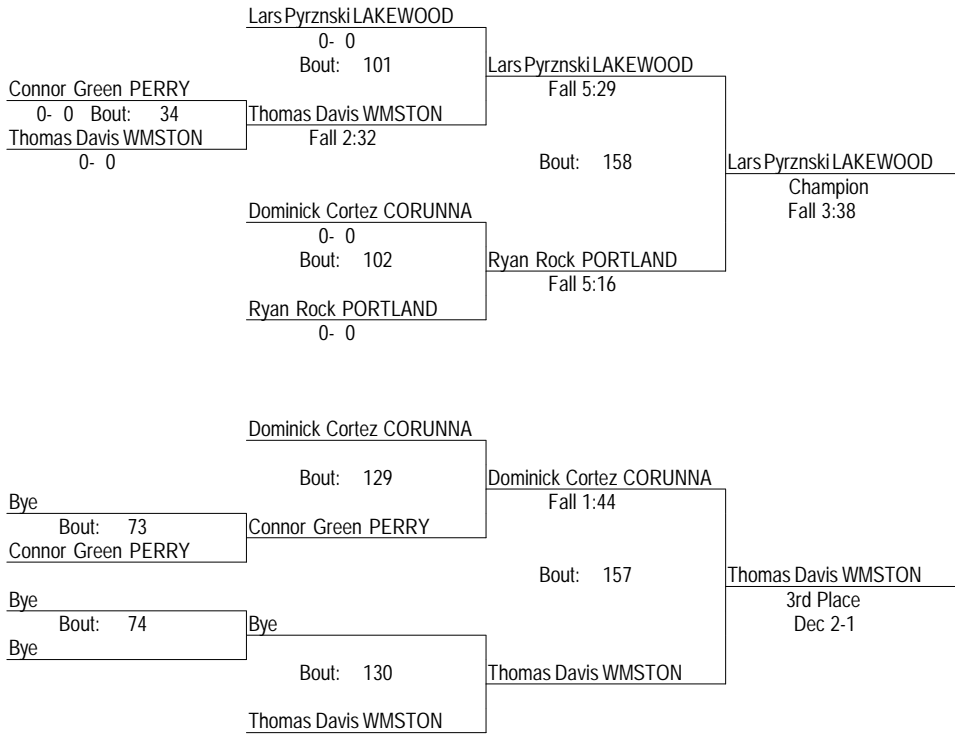 Lars Pyrznski LAKEWOOD
0- 0
Bout: 101
Lars Pyrznski LAKEWOOD
Fall 5:29
Connor Green PERRY
0- 0 Bout: 34
Thomas Davis WMSTON
Fall 2:32
Thomas Davis WMSTON
0- 0
Bout: 158
Lars Pyrznski LAKEWOOD
Champion
Fall 3:38
Dominick Cortez CORUNNA
0- 0
Bout: 102
Ryan Rock PORTLAND
Fall 5:16
Ryan Rock PORTLAND
0- 0
Dominick Cortez CORUNNA
Bout: 129
Dominick Cortez CORUNNA
Fall 1:44
Bye
Bout: 73
Connor Green PERRY
Connor Green PERRY
Bout: 157
Thomas Davis WMSTON
3rd Place
Dec 2-1
Bye
Bout: 74
Bye
Bye
Bout: 130
Thomas Davis WMSTON
Thomas Davis WMSTON